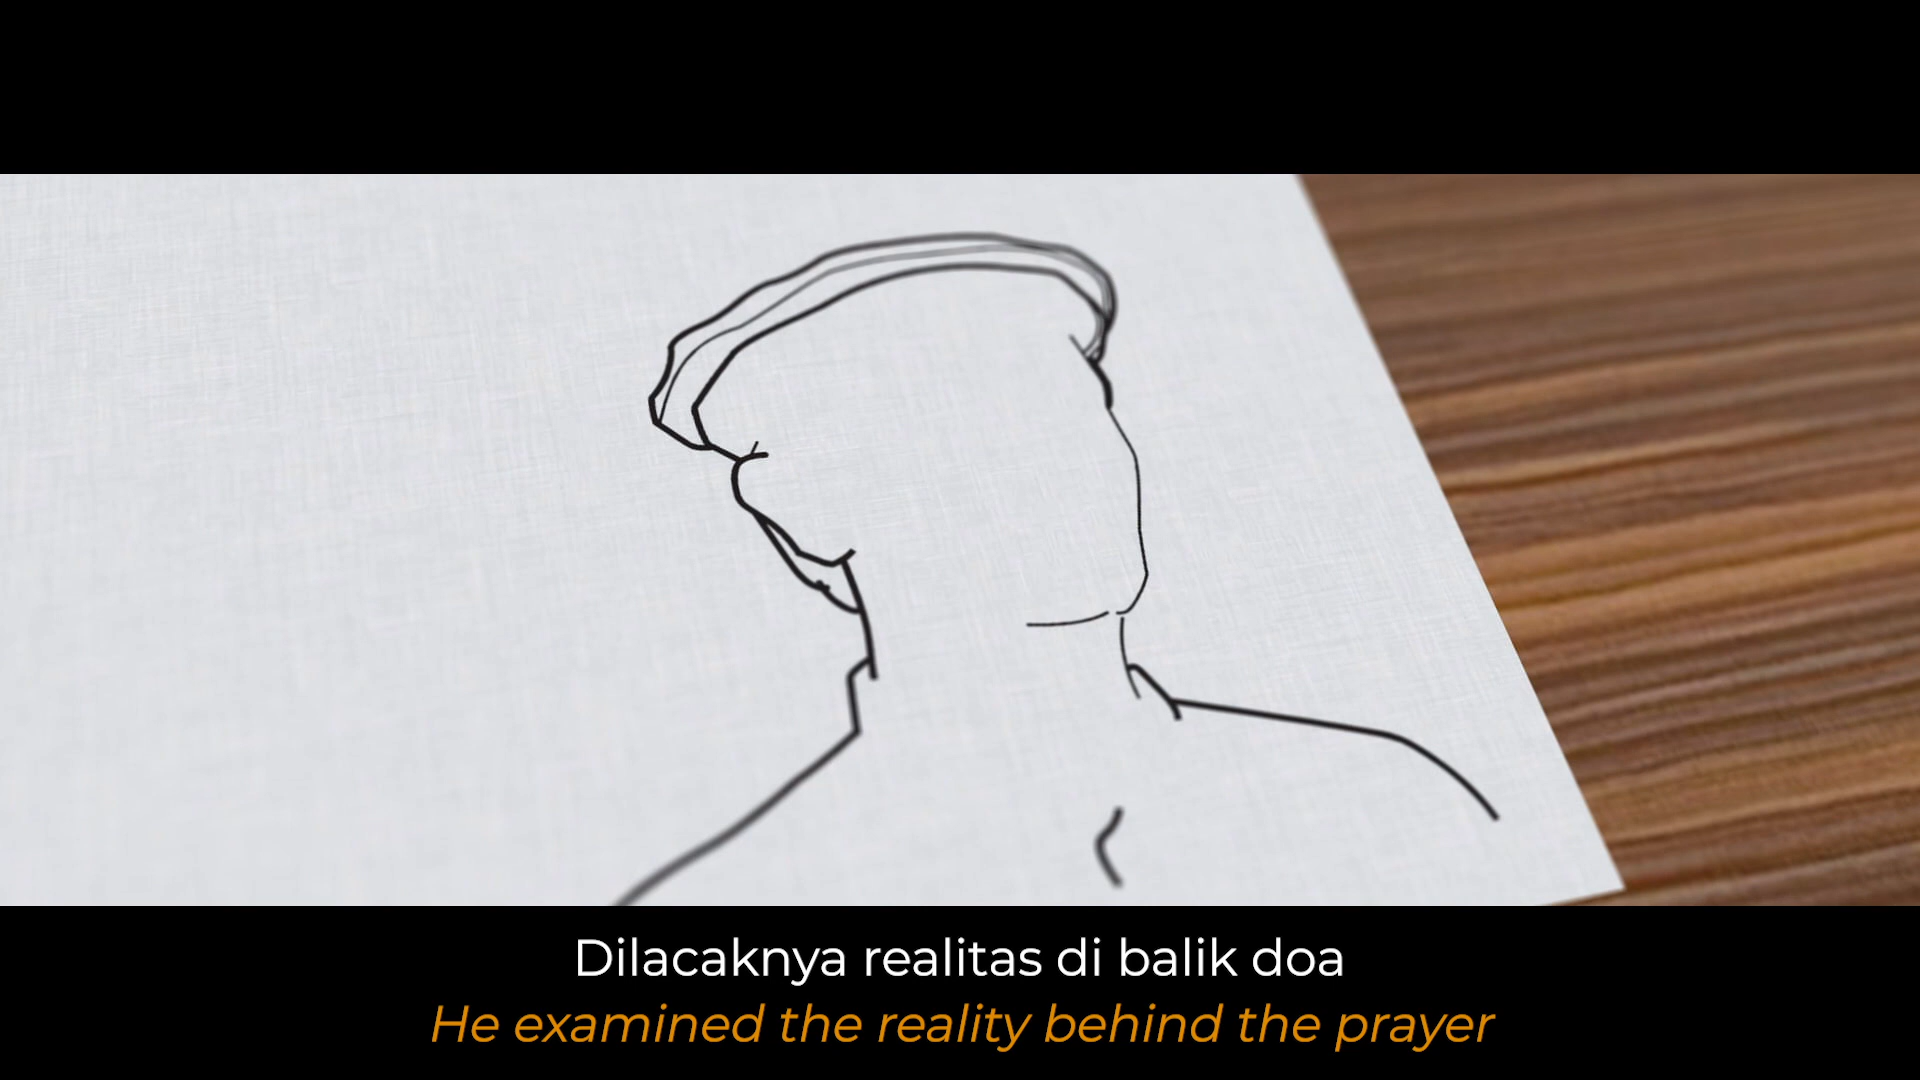 Dilacaknya realitas di balik doa
He examined the reality behind the prayer